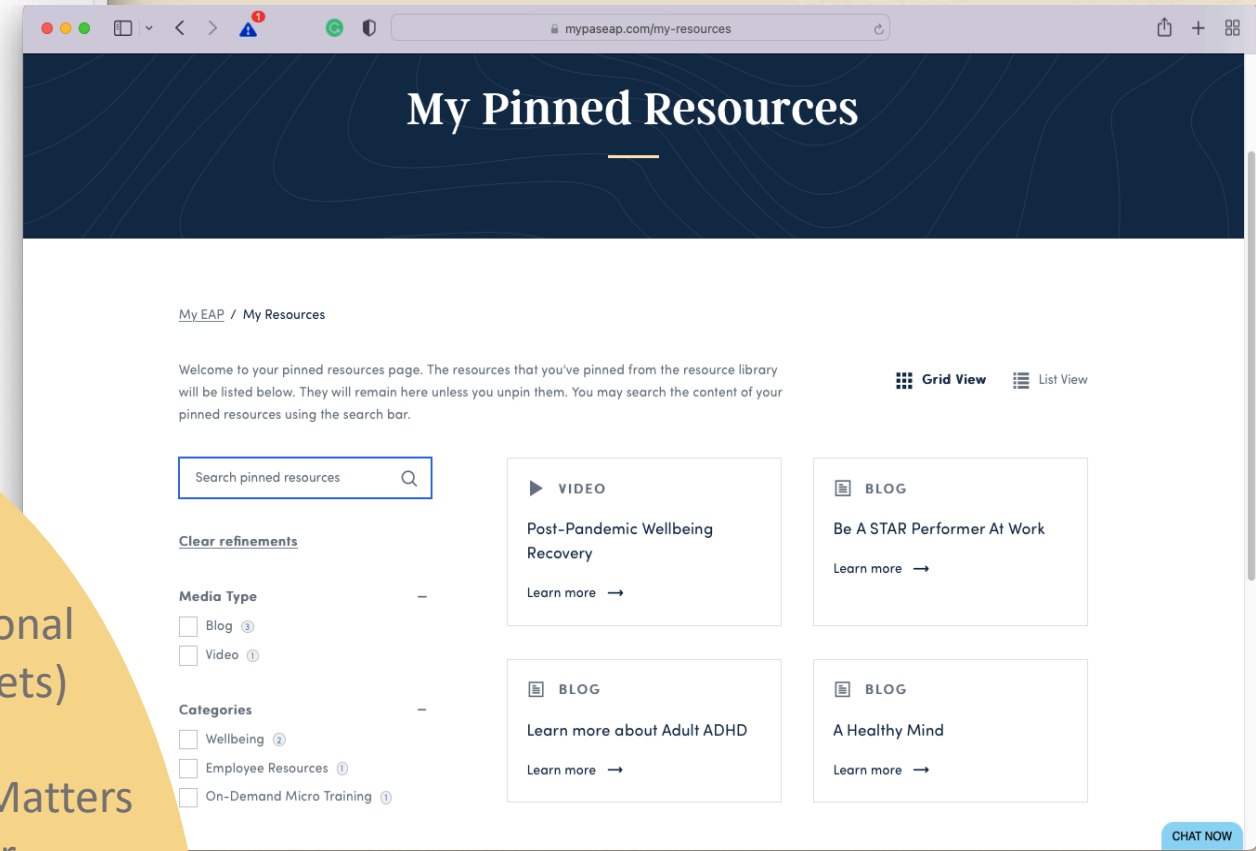 1
mypaseap.com/my-resources
My Pinned Resources
My EAP / My Resources
Welcome to your pinned resources page. The resources that you've pinned from the resource library
will be listed below. They will remain here unless you unpin them. You may search the content of your
pinned resources using the search bar.
Grid View
List View
Search pinned resources
Clear refinements
Media Type −
Blog 3
Video 1
Categories −
Wellbeing 2
Employee Resources 1
On-Demand Micro Training 1
VIDEO
Post-Pandemic Wellbeing
Recovery
Learn more →
BLOG
Be A STAR Performer At Work
Learn more →
BLOG
Learn more about Adult ADHD
Learn more →
BLOG
A Healthy Mind
Learn more →
CHAT NOW
onal
ets)
Matters